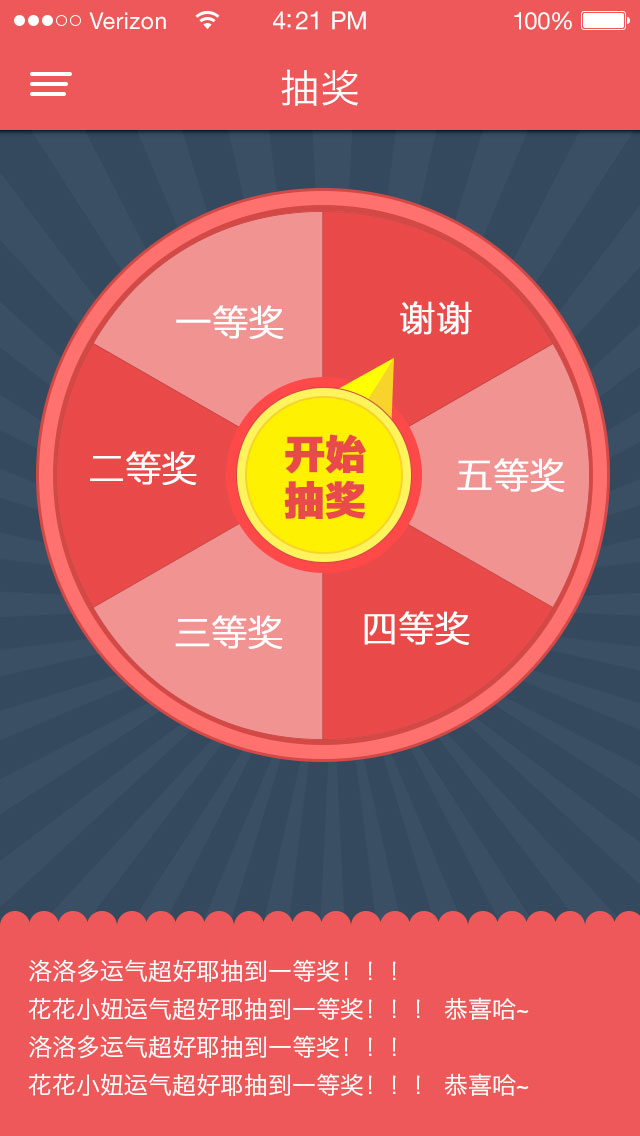 Verizon 4:21 PM 100%
抽奖
一等奖
谢谢
二等奖
五等奖
开始
抽奖
三等奖
四等奖
洛洛多运气超好耶抽到一等奖！！！
花花小妞运气超好耶抽到一等奖！！！ 恭喜哈~
洛洛多运气超好耶抽到一等奖！！！
花花小妞运气超好耶抽到一等奖！！！ 恭喜哈~